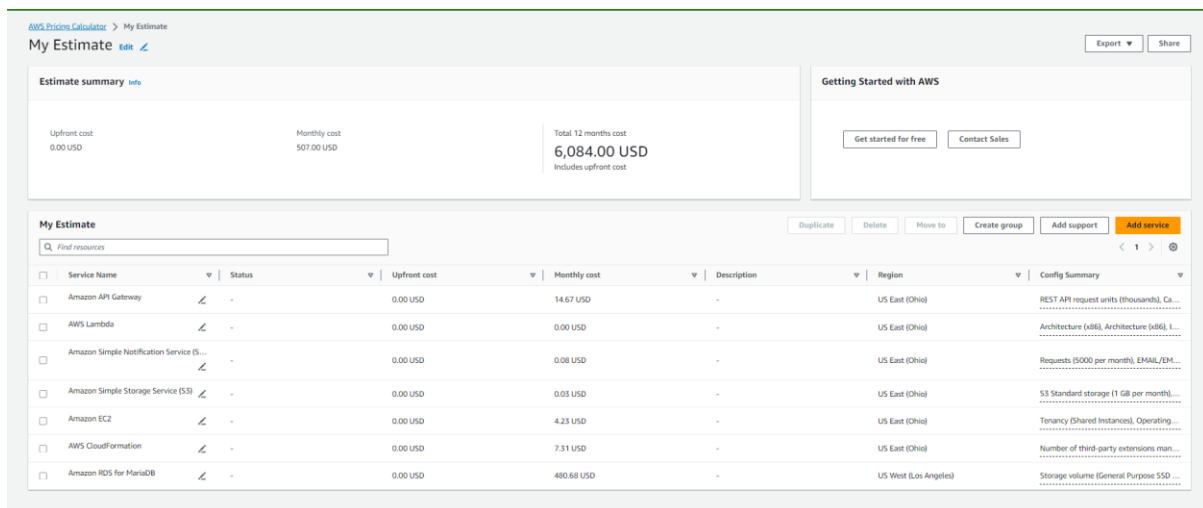 AWS Pricing Calculator > My Estimate
My Estimate Edit
Export ▼ Share
Estimate summary Info
Getting Started with AWS
Upfront cost Monthly cost Total 12 months cost
0.00 USD 507.00 USD 6,084.00 USD
Includes upfront cost
Get started for free Contact Sales
My Estimate
Duplicate Delete Move to Create group Add support Add service
Find resources
< 1 >
Service Name Status Upfront cost Monthly cost Description Region Config Summary
Amazon API Gateway - 0.00 USD 14.67 USD - US East (Ohio) REST API request units (thousands), Ca...
AWS Lambda - 0.00 USD 0.00 USD - US East (Ohio) Architecture (x86), Architecture (x86), I...
Amazon Simple Notification Service (S... - 0.00 USD 0.08 USD - US East (Ohio) Requests (5000 per month), EMAIL/EM...
Amazon Simple Storage Service (S3) - 0.00 USD 0.03 USD - US East (Ohio) S3 Standard storage (1 GB per month),...
Amazon EC2 - 0.00 USD 4.23 USD - US East (Ohio) Tenancy (Shared Instances), Operating...
AWS CloudFormation - 0.00 USD 7.31 USD - US East (Ohio) Number of third-party extensions man...
Amazon RDS for MariaDB - 0.00 USD 480.68 USD - US West (Los Angeles) Storage volume (General Purpose SSD ...